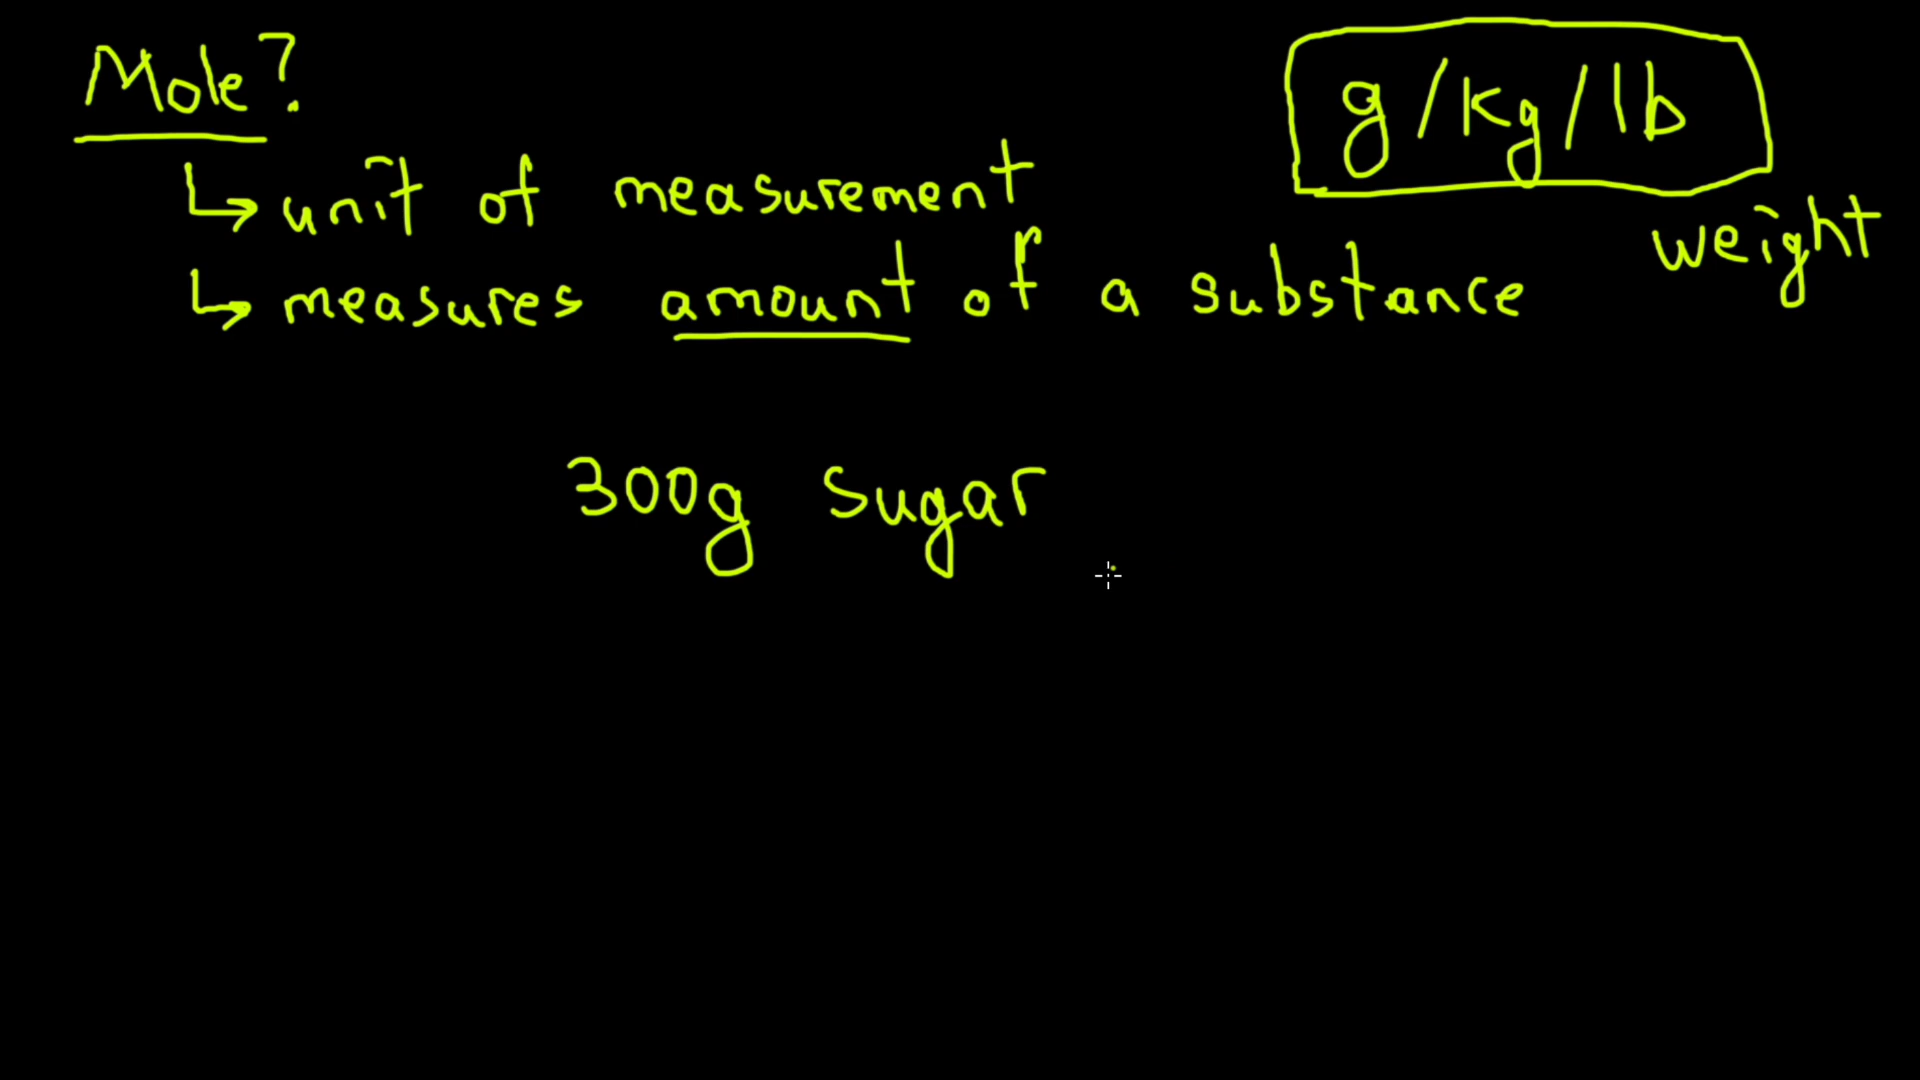 Mole?
g/kg/lb
↳ unit of measurement
weight
↳ measures amount of a substance
300g Sugar